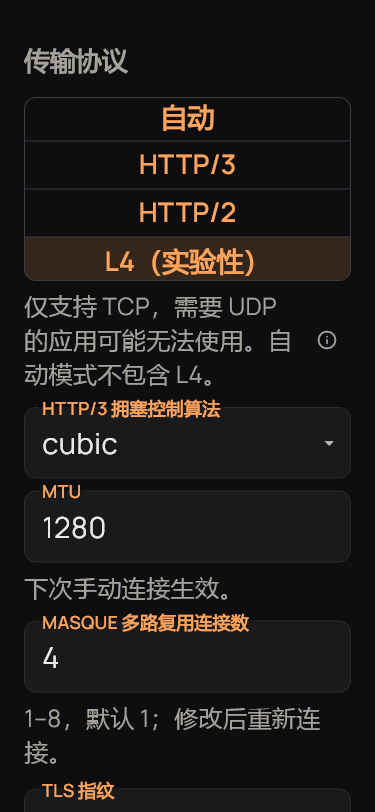 传输协议
自动
HTTP/3
HTTP/2
L4（实验性）
仅支持 TCP，需要 UDP
的应用可能无法使用。自
动模式不包含 L4。
HTTP/3 拥塞控制算法
cubic
MTU
1280
下次手动连接生效。
MASQUE 多路复用连接数
4
1–8，默认 1；修改后重新连
接。
TLS 指纹